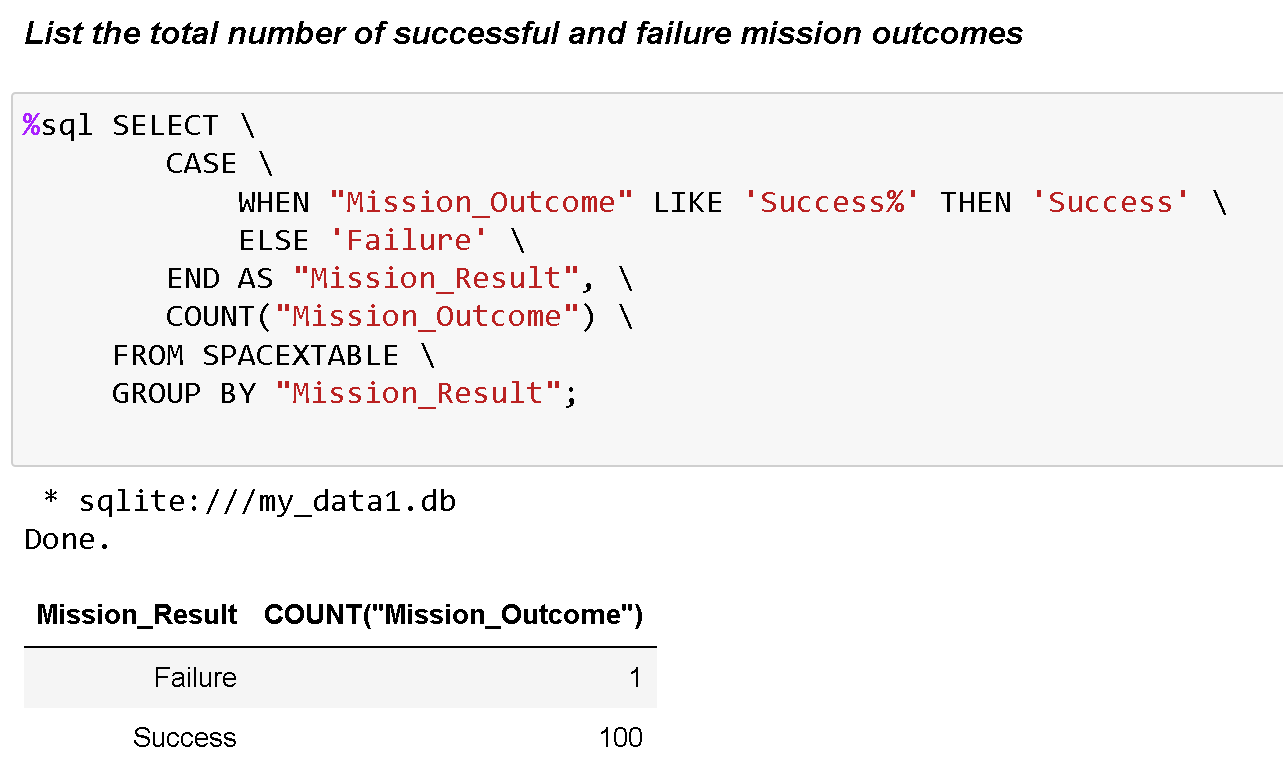 List the total number of successful and failure mission outcomes
%sql SELECT \
CASE \
WHEN "Mission_Outcome" LIKE 'Success%' THEN 'Success' \
ELSE 'Failure' \
END AS "Mission_Result", \
COUNT("Mission_Outcome") \
FROM SPACEXTABLE \
GROUP BY "Mission_Result";
* sqlite:///my_data1.db
Done.
Mission_Result COUNT("Mission_Outcome")
Failure 1
Success 100